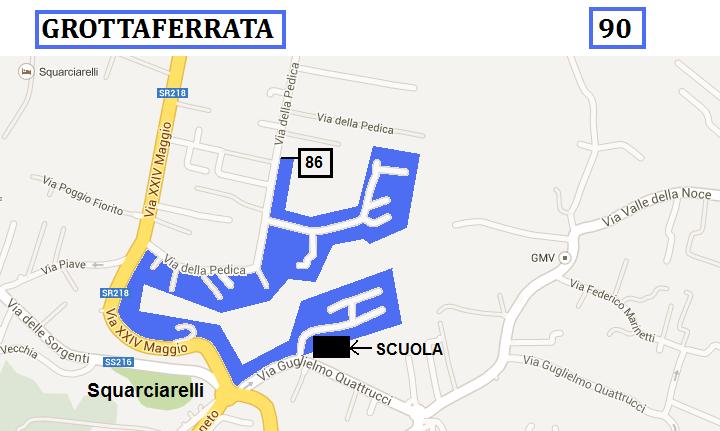 GROTTAFERRATA
90
Squarciarelli
SR218
Via della Pedica
Via della Pedica
86
Via XXIV Maggio
Via Poggio Fiorito
Via Valle della Noce
GMV
Via Piave
Via della Pedica
SR218
Via Federico Marinetti
Via delle Sorgenti
Via XXIV Maggio
Vecchia
SS216
SCUOLA
Squarciarelli
Via Guglielmo Quattrucci
Via Guglielmo Quattrucci
neto